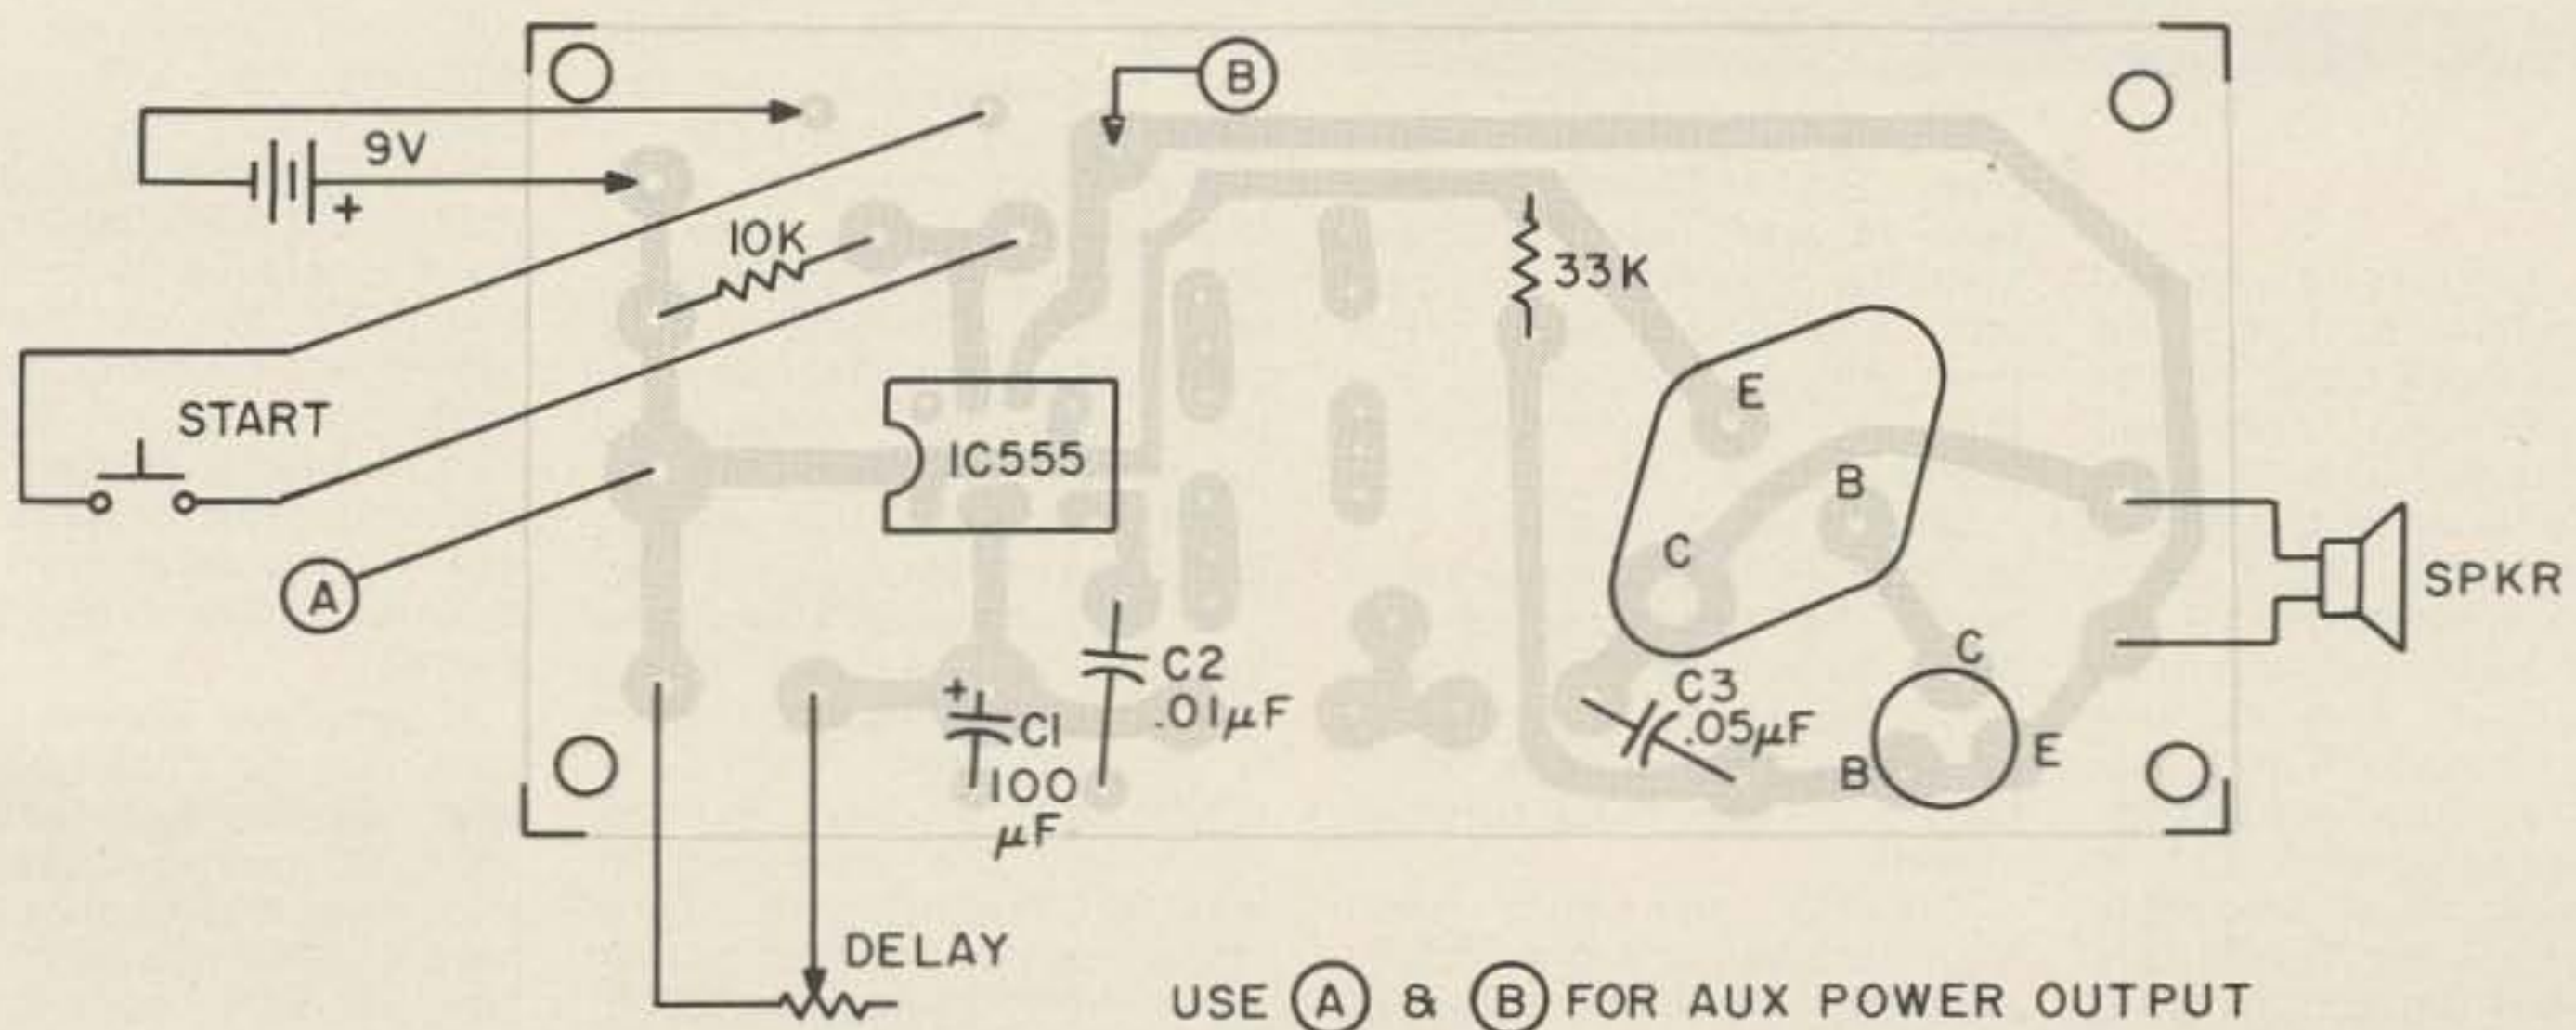 B
9V
+
10K
33K
START
E
IC555
B
C
A
SPKR
C
C2
.01µF
C3
.05µF
+
C1
100
µF
B
E
DELAY
USE A & B FOR AUX POWER OUTPUT